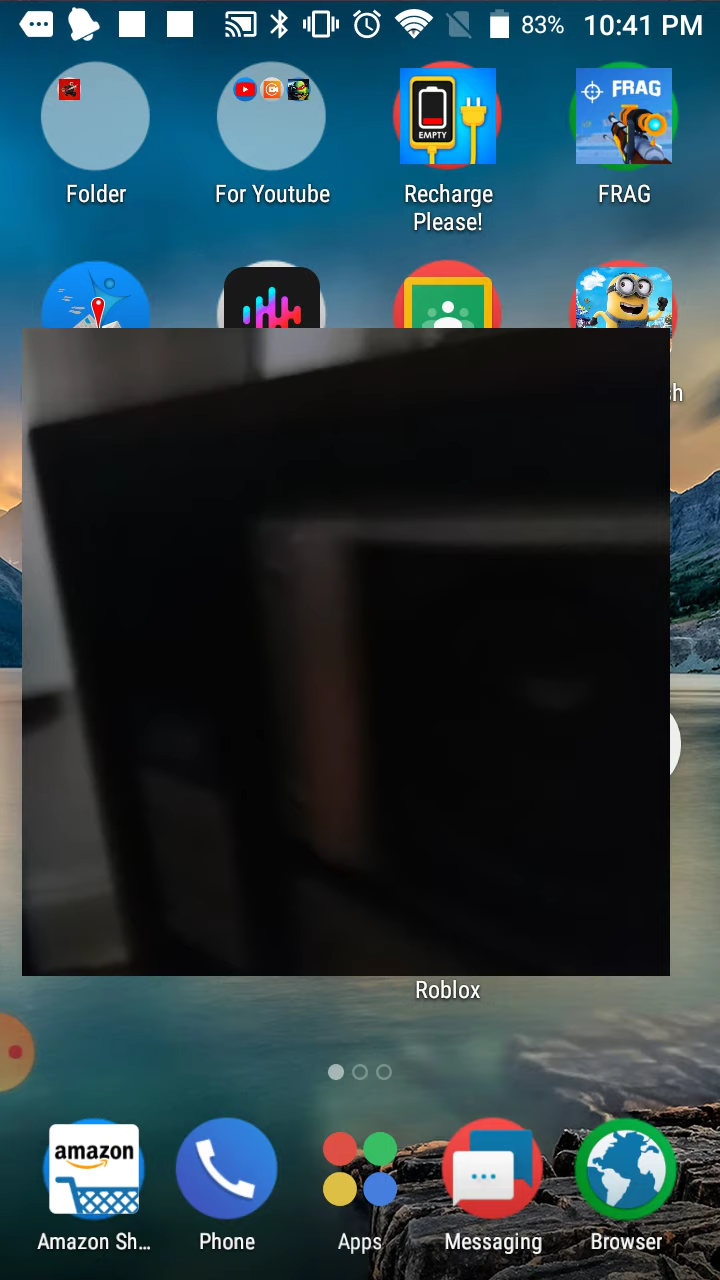 83% 10:41 PM
EMPTY
FRAG
Folder
For Youtube
Recharge
Please!
FRAG
h
Roblox
amazon
Amazon Sh...
Phone
Apps
Messaging
Browser